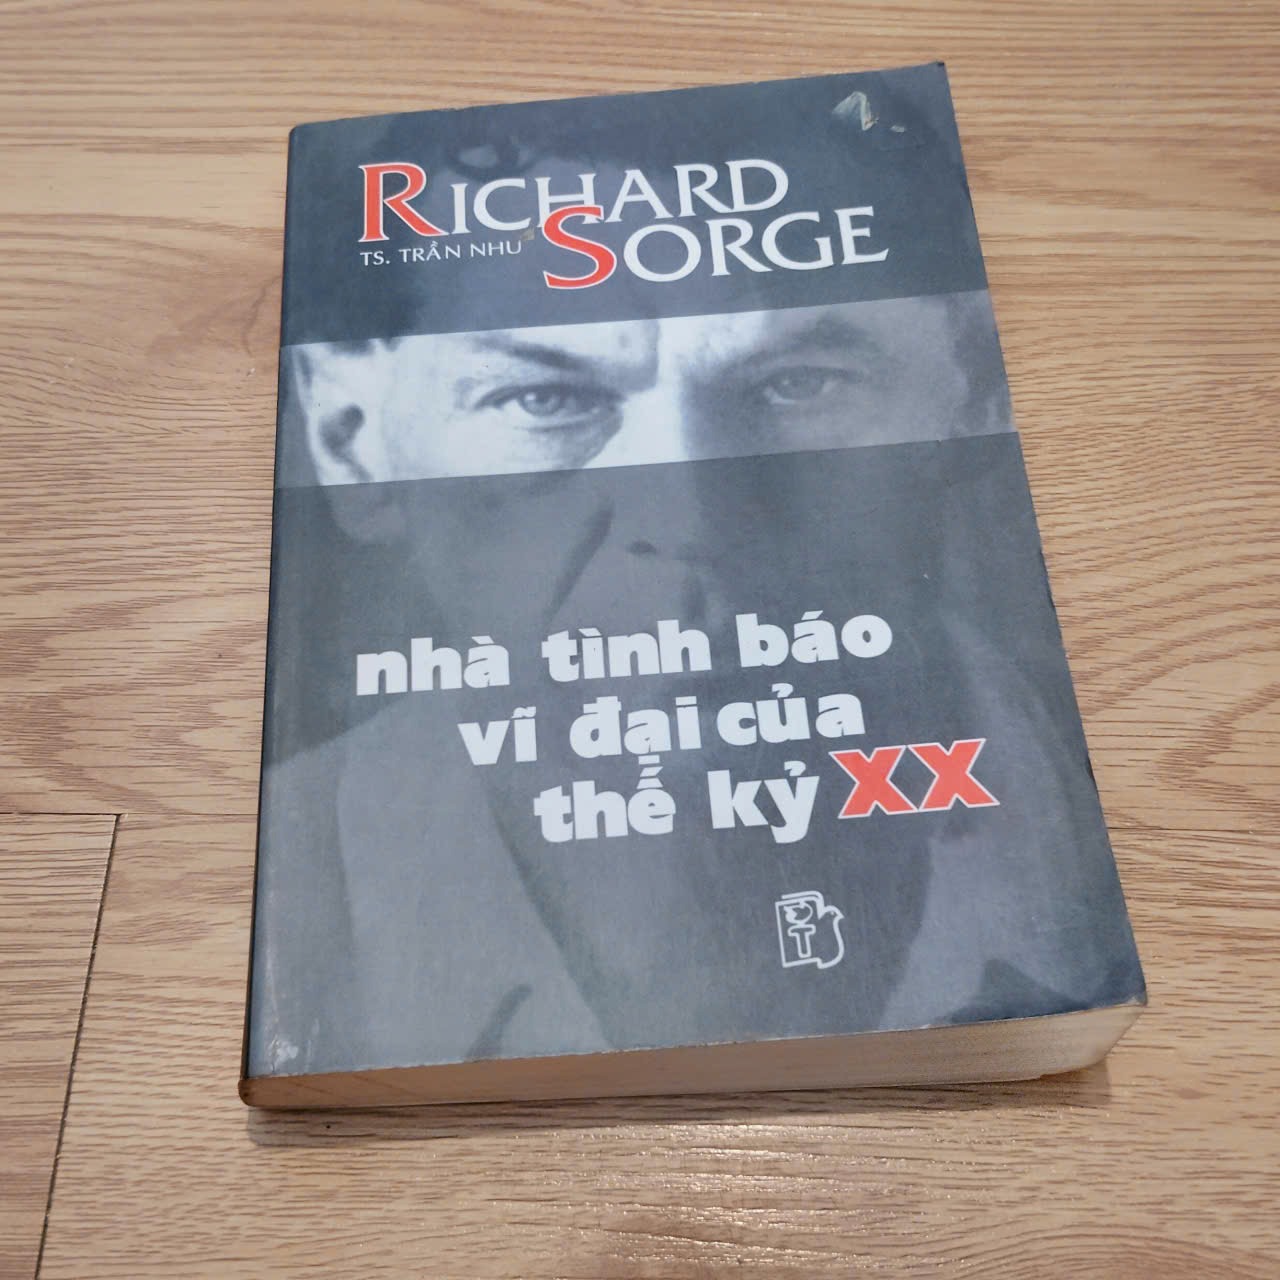 RICHARD
SORGE
TS. TRẦN NHU
nhà tình báo
vĩ đại của
thế kỷ XX
T